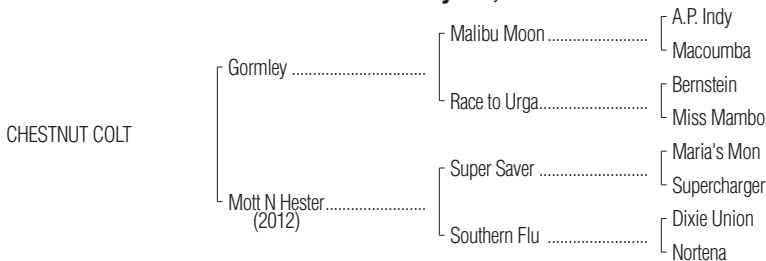 A.P. Indy
Malibu Moon ........................
Macoumba
Gormley ................................
Bernstein
Race to Urga..........................
Miss Mambo
CHESTNUT COLT
Maria's Mon
Super Saver ...........................
Supercharger
Mott N Hester........................
(2012)
Dixie Union
Southern Flu ........................
Nortena